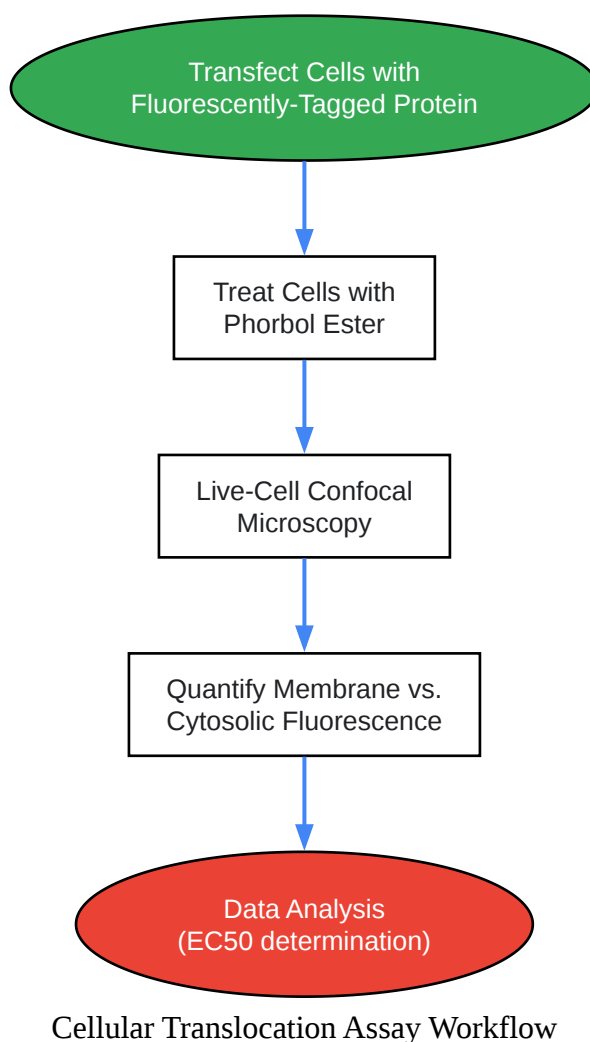 Transfect Cells with
Fluorescently-Tagged Protein
Treat Cells with
Phorbol Ester
Live-Cell Confocal
Microscopy
Quantify Membrane vs.
Cytosolic Fluorescence
Data Analysis
(EC50 determination)
Cellular Translocation Assay Workflow